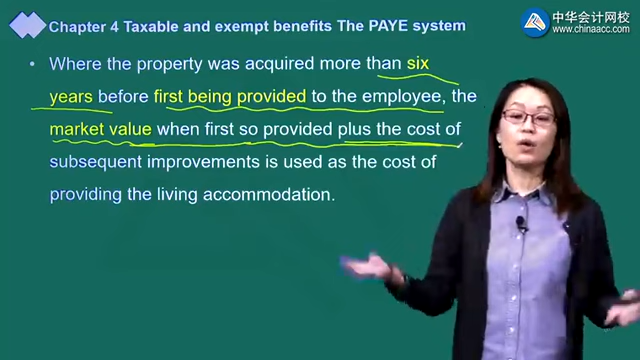 Chapter 4 Taxable and exempt benefits The PAYE system
中华会计网校
www.chinaacc.com
• Where the property was acquired more than six
years before first being provided to the employee, the
market value when first so provided plus the cost of
subsequent improvements is used as the cost of
providing the living accommodation.